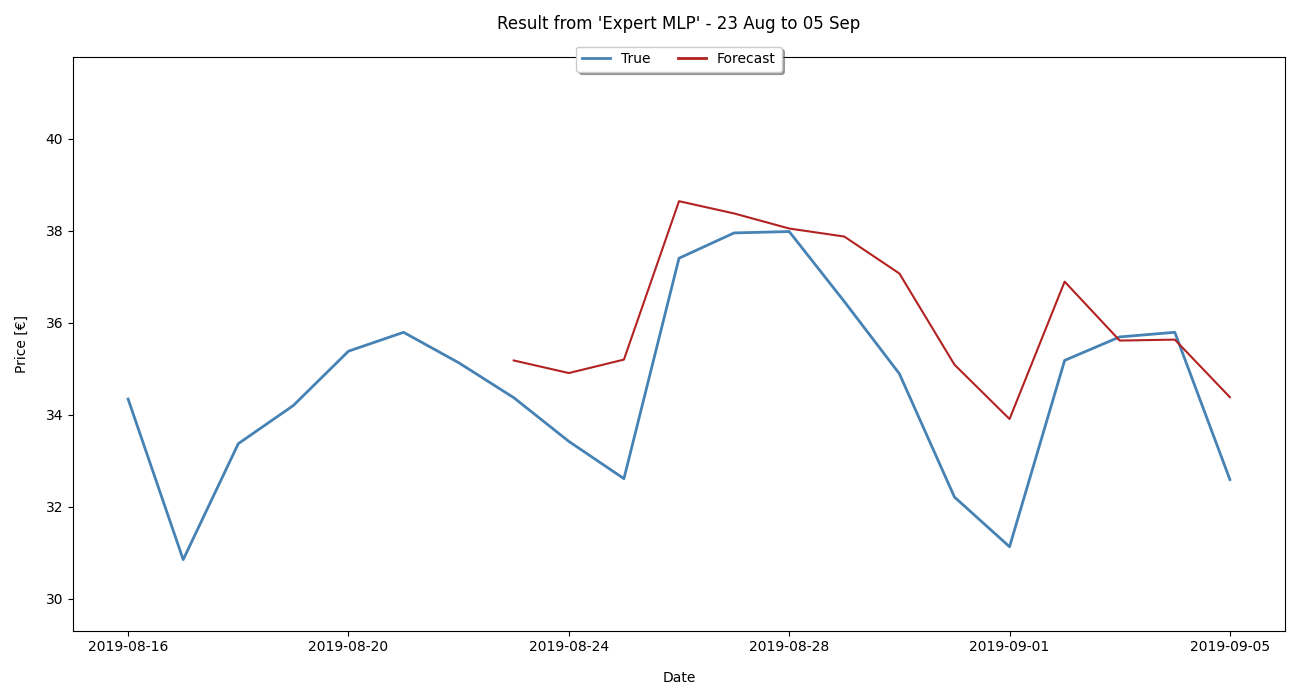 Result from 'Expert MLP' - 23 Aug to 05 Sep
True Forecast
40
38
36
34
32
30
Price [€]
2019-08-16 2019-08-20 2019-08-24 2019-08-28 2019-09-01 2019-09-05
Date